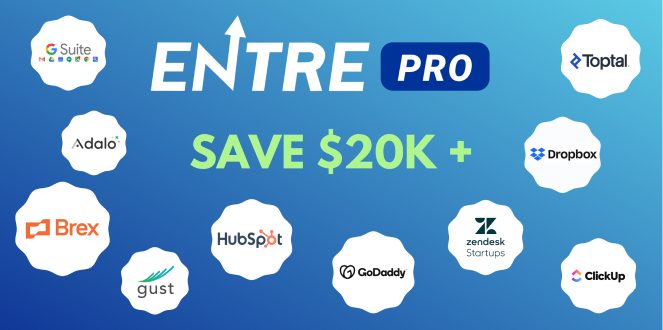 G Suite
ENTRE PRO
Toptal
Adalo
SAVE $20K +
Dropbox
Brex
HubSpot
zendesk
Startups
gust
GoDaddy
ClickUp